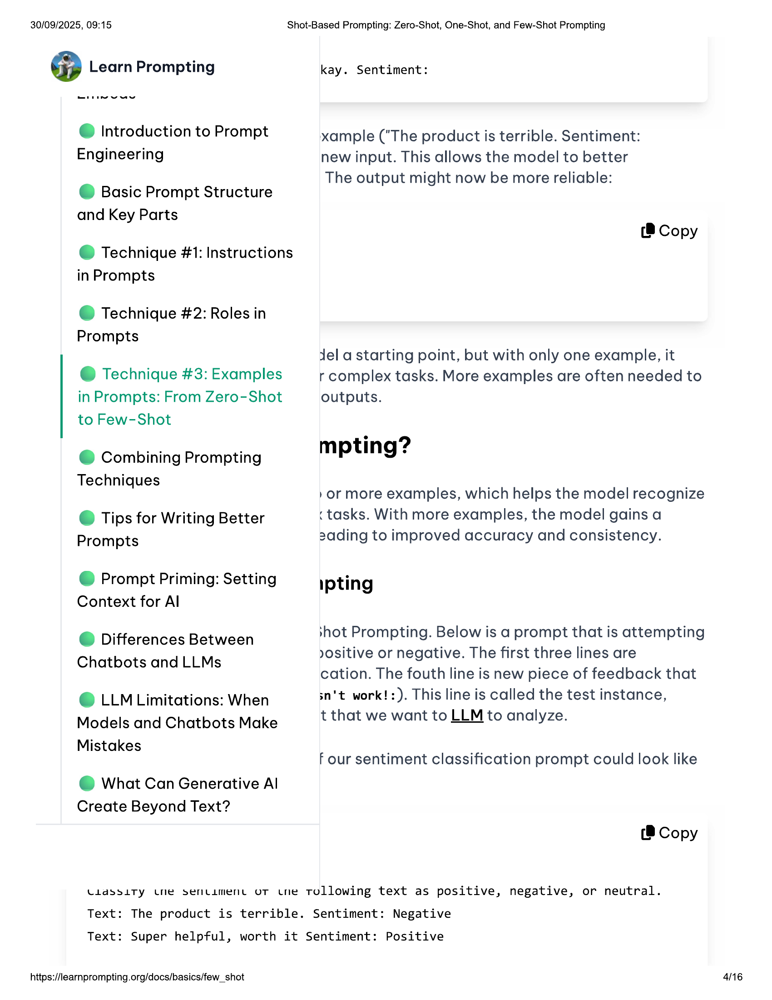 30/09/2025, 09:15
Shot-Based Prompting: Zero-Shot, One-Shot, and Few-Shot Prompting
Learn Prompting
Introduction to Prompt
Engineering
Basic Prompt Structure
and Key Parts
Technique #1: Instructions
in Prompts
Technique #2: Roles in
Prompts
Technique #3: Examples
in Prompts: From Zero-Shot
to Few-Shot
Combining Prompting
Techniques
Tips for Writing Better
Prompts
Prompt Priming: Setting
Context for AI
Differences Between
Chatbots and LLMs
LLM Limitations: When
Models and Chatbots Make
Mistakes
What Can Generative AI
Create Beyond Text?
kay. Sentiment:
xample ("The product is terrible. Sentiment:
new input. This allows the model to better
The output might now be more reliable:
Copy
del a starting point, but with only one example, it
r complex tasks. More examples are often needed to
outputs.
mpting?
or more examples, which helps the model recognize
tasks. With more examples, the model gains a
eading to improved accuracy and consistency.
pting
Shot Prompting. Below is a prompt that is attempting
positive or negative. The first three lines are
cation. The fouth line is new piece of feedback that
sn't work!:). This line is called the test instance,
t that we want to LLM to analyze.
f our sentiment classification prompt could look like
Copy
Classify the sentiment of the following text as positive, negative, or neutral.
Text: The product is terrible. Sentiment: Negative
Text: Super helpful, worth it Sentiment: Positive
https://learnprompting.org/docs/basics/few_shot
4/16